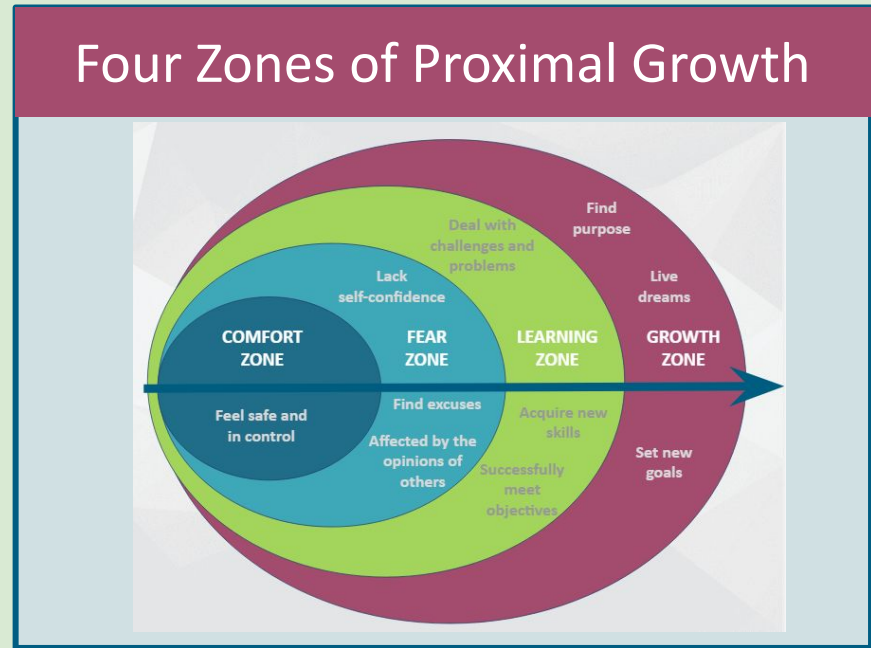 Four Zones of Proximal Growth
COMFORT
ZONE
Feel safe and
in control
Lack
self-confidence
FEAR
ZONE
Find excuses
Affected by the
opinions of
others
Deal with
challenges and
problems
LEARNING
ZONE
Acquire new
skills
Successfully
meet
objectives
Find
purpose
Live
dreams
GROWTH
ZONE
Set new
goals